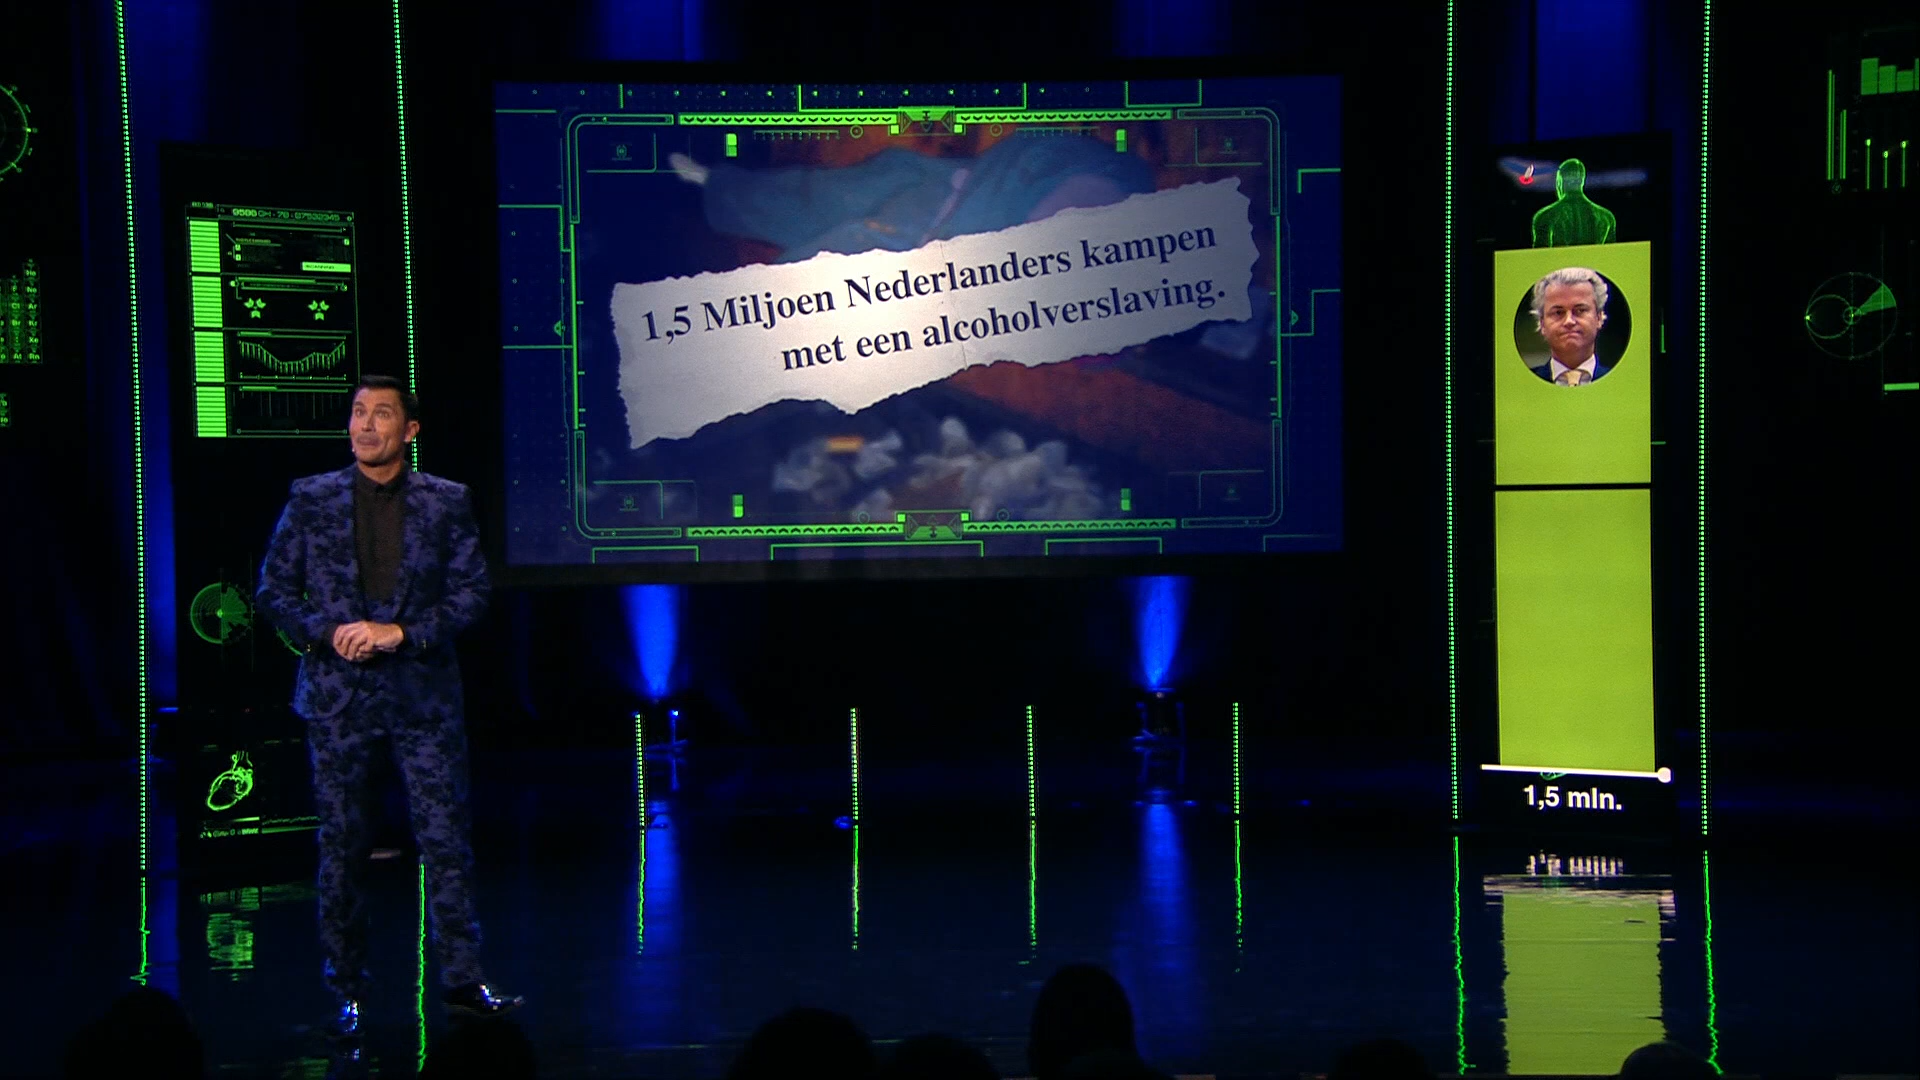 1,5 Miljoen Nederlanders kampen
met een alcoholverslaving.
1,5 mln.